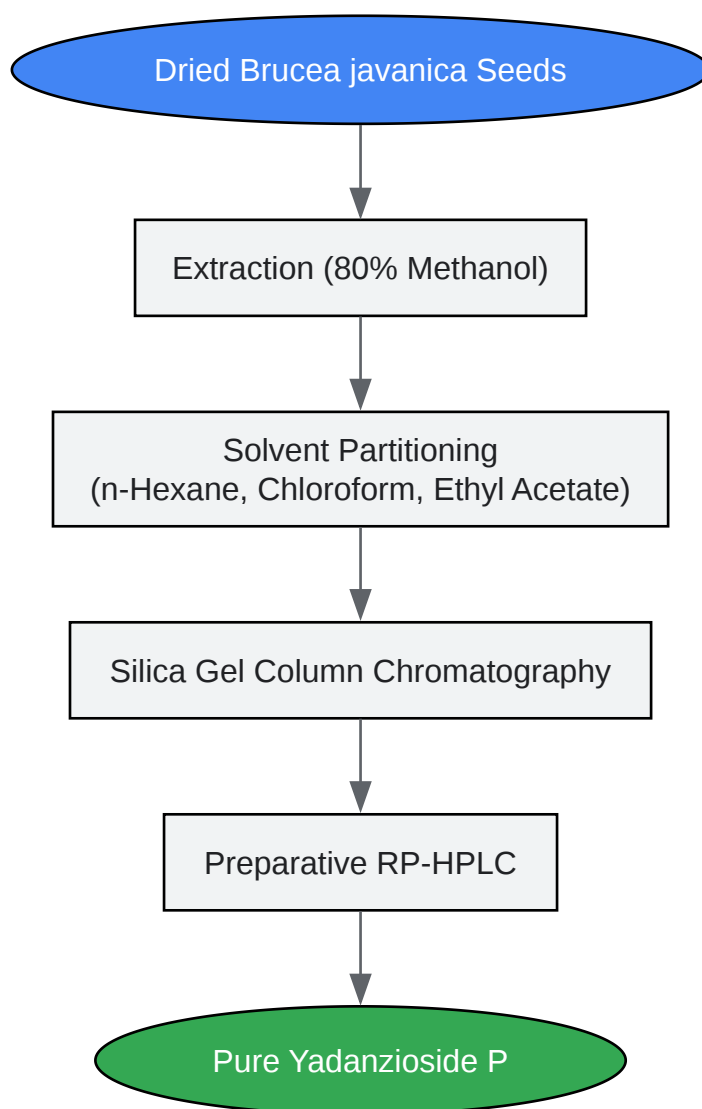 Dried Brucea javanica Seeds
Extraction (80% Methanol)
Solvent Partitioning
(n-Hexane, Chloroform, Ethyl Acetate)
Silica Gel Column Chromatography
Preparative RP-HPLC
Pure Yadanzioside P